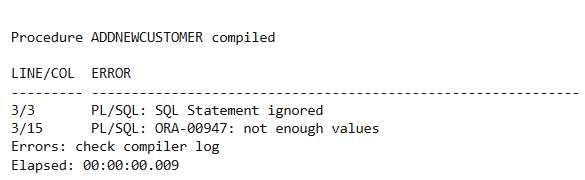 Procedure ADDNEWCUSTOMER compiled
LINE/COL  ERROR
--------- -------------------------------------------------------------
3/3       PL/SQL: SQL Statement ignored
3/15      PL/SQL: ORA-00947: not enough values
Errors: check compiler log
Elapsed: 00:00:00.009